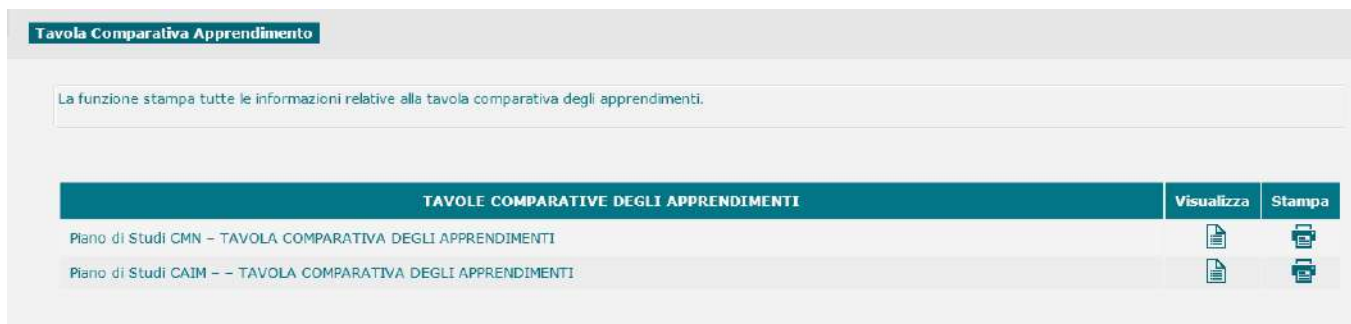 Tavola Comparativa Apprendimento
La funzione stampa tutte le informazioni relative alla tavola comparativa degli apprendimenti.
TAVOLE COMPARATIVE DEGLI APPRENDIMENTI Visualizza Stampa
Piano di Studi CMN – TAVOLA COMPARATIVA DEGLI APPRENDIMENTI
Piano di Studi CAIM – – TAVOLA COMPARATIVA DEGLI APPRENDIMENTI